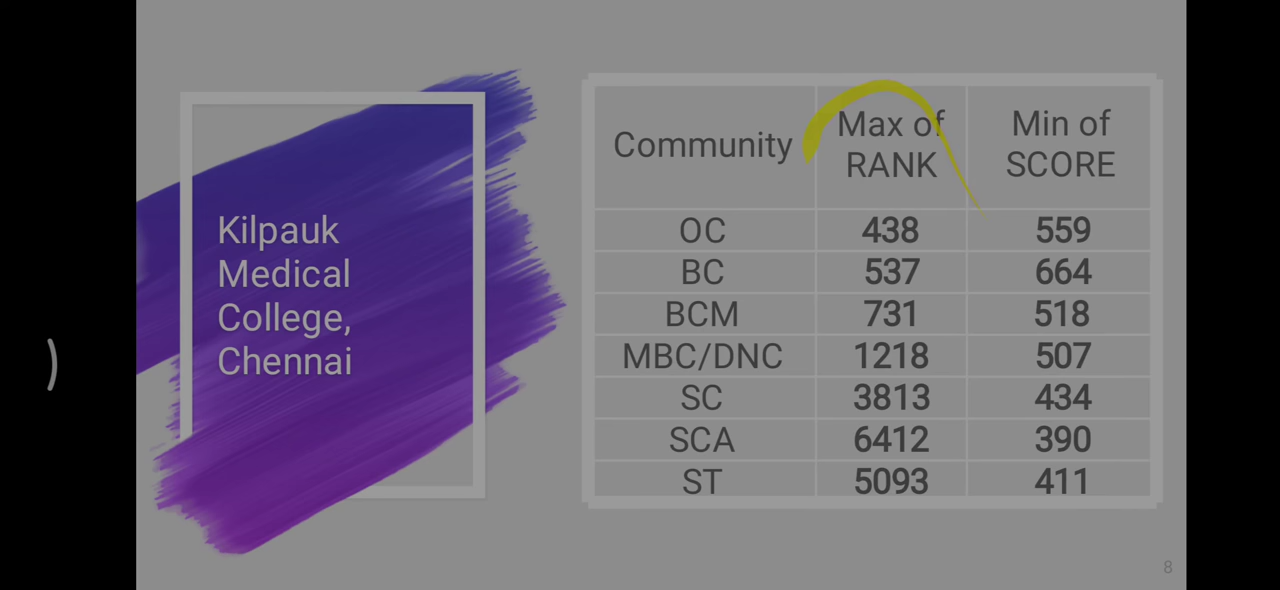 Kilpauk
Medical
College,
Chennai
Community Max of RANK Min of SCORE
OC 438 559
BC 537 664
BCM 731 518
MBC/DNC 1218 507
SC 3813 434
SCA 6412 390
ST 5093 411
8